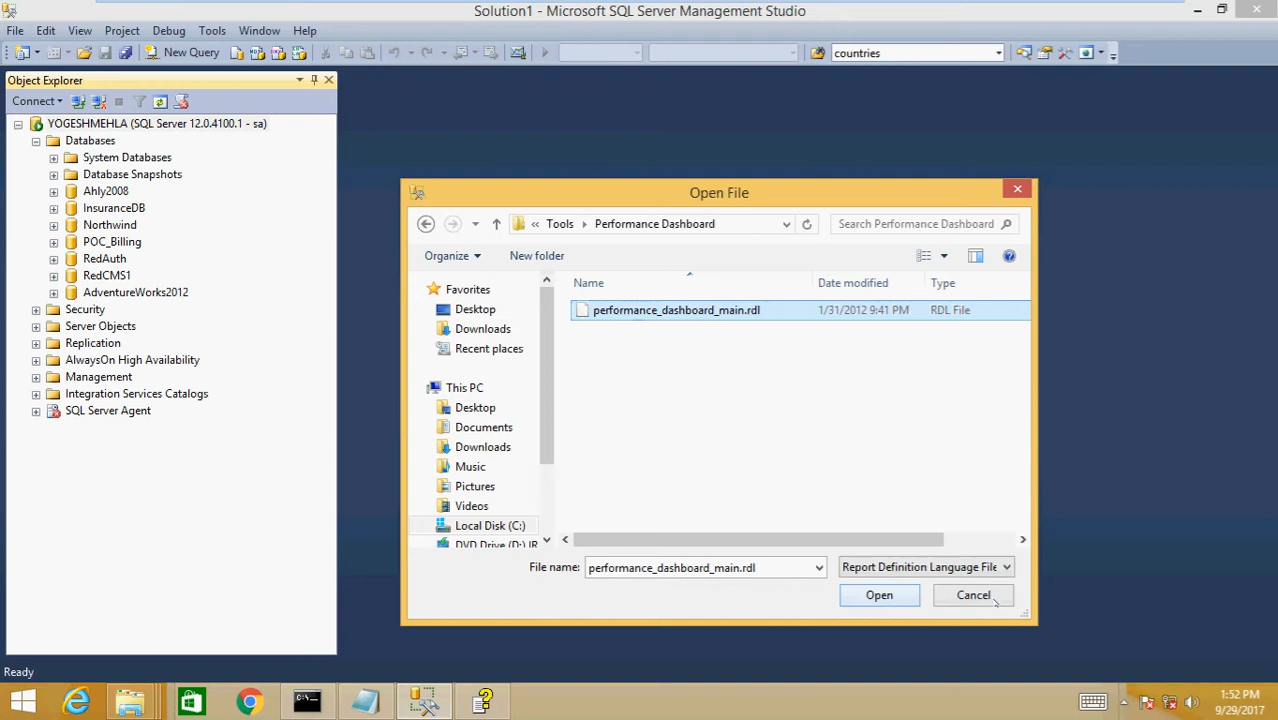 Solution1 - Microsoft SQL Server Management Studio
File Edit View Project Debug Tools Window Help
New Query countries
Object Explorer
Connect
YOGESHMEHLA (SQL Server 12.0.4100.1 - sa)
Databases
System Databases
Database Snapshots
Ahly2008
InsuranceDB
Northwind
POC_Billing
RedAuth
RedCMS1
AdventureWorks2012
Security
Server Objects
Replication
AlwaysOn High Availability
Management
Integration Services Catalogs
SQL Server Agent
Open File
Tools Performance Dashboard Search Performance Dashboard
Organize New folder
Name Date modified Type
performance_dashboard_main.rdl 1/31/2012 9:41 PM RDL File
Favorites
Desktop
Downloads
Recent places
This PC
Desktop
Documents
Downloads
Music
Pictures
Videos
Local Disk (C:)
DVD Drive (D:) IR
File name: performance_dashboard_main.rdl Report Definition Language File
Open Cancel
Ready
1:52 PM
9/29/2017